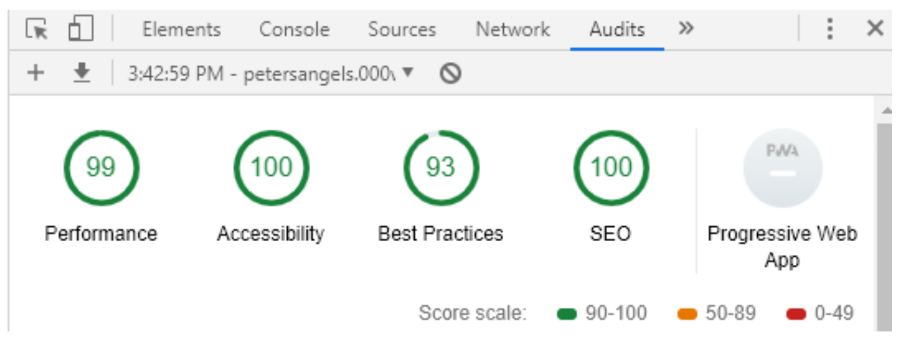 Elements Console Sources Network Audits »
+ 3:42:59 PM - petersangels.000 ▼
99 100 93 100 PWA
Performance Accessibility Best Practices SEO Progressive Web
App
Score scale: 90-100 50-89 0-49